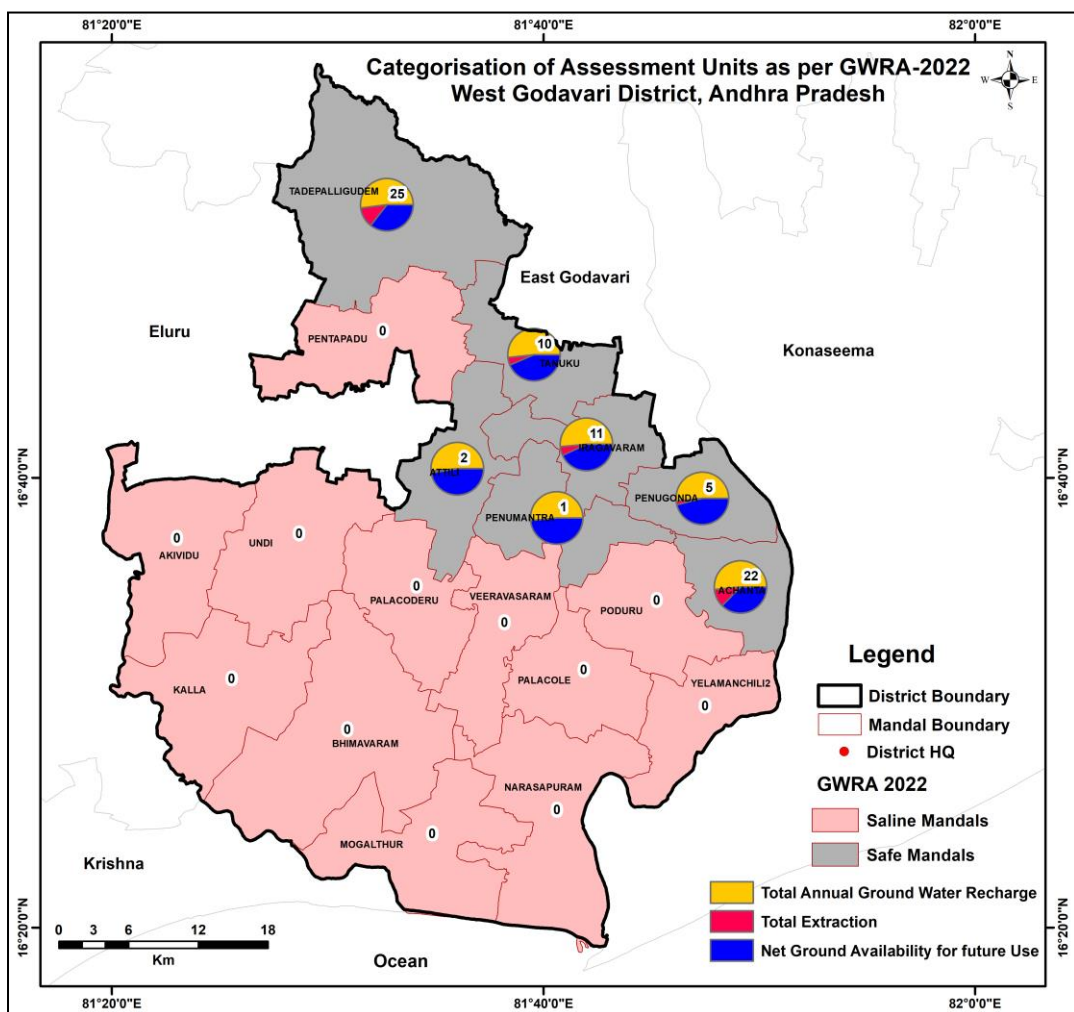 81°20'0"E
81°40'0"E
82°0'0"E
Categorisation of Assessment Units as per GWRA-2022
West Godavari District, Andhra Pradesh
N
W
E
S
TADEPALLIGUDEM
25
East Godavari
Eluru
PENTAPADU
0
10
TANUKU
Konaseema
11
IRAGAVARAM
2
ATTILI
16°40'0"N
16°40'0"N
5
PENUGONDA
1
PENUMANTRA
0
AKIVIDU
0
UNDI
22
ACHANTA
0
PALACODERU
VEERAVASARAM
0
0
PODURU
0
KALLA
0
PALACOLE
YELAMANCHILI2
0
0
BHIMAVARAM
NARASAPURAM
0
0
MOGALTHUR
Legend
District Boundary
Mandal Boundary
District HQ
GWRA 2022
Saline Mandals
Safe Mandals
Total Annual Ground Water Recharge
Total Extraction
Net Ground Availability for future Use
Krishna
16°20'0"N
16°20'0"N
0 3 6 12 18
Km
Ocean
81°20'0"E
81°40'0"E
82°0'0"E